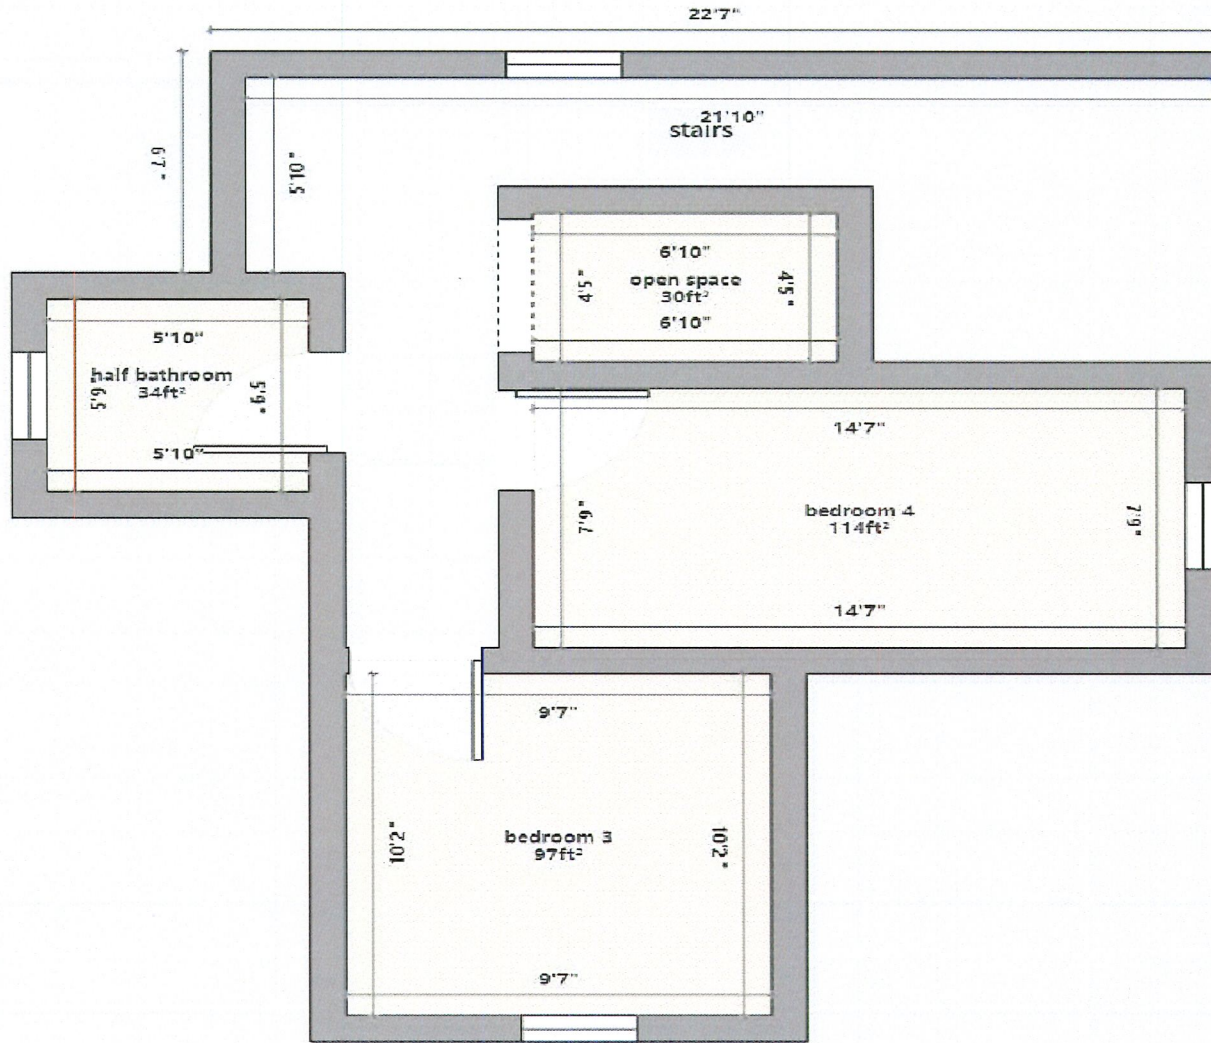 22'7"
21'10"
stairs
6'7"
5'10"
6'10"
4'5"
open space
30ft²
4'5"
6'10"
5'10"
half bathroom
34ft²
5'9"
5'10"
14'7"
7'9"
bedroom 4
114ft²
7'9"
14'7"
9'7"
10'2"
bedroom 3
97ft²
10'2"
9'7"